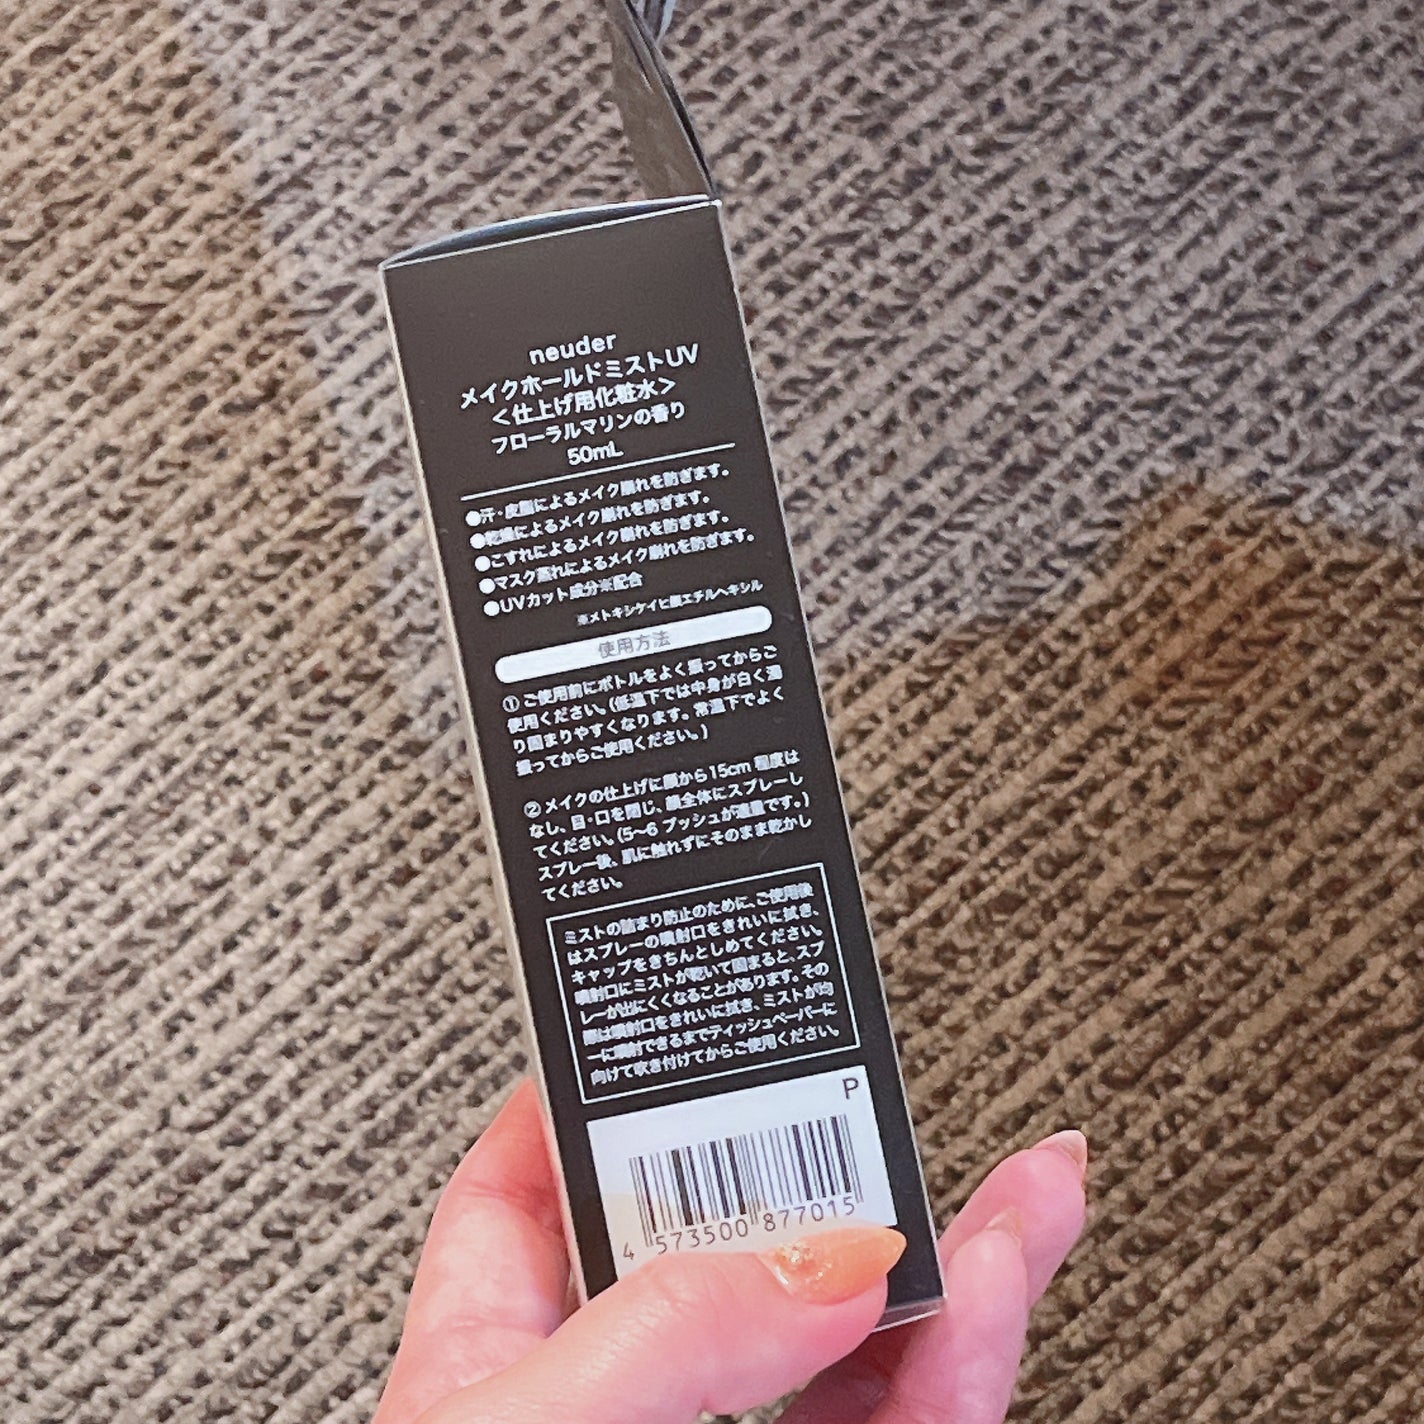 neuder
メイクホールドミストUV
<仕上げ用化粧水>
フローラルマリンの香り
50mL
●汗・皮脂によるメイク崩れを防ぎます。
●乾燥によるメイク崩れを防ぎます。
●こすれによるメイク崩れを防ぎます。
●マスク蒸れによるメイク崩れを防ぎます。
●UVカット成分※配合
※メトキシケイヒ酸エチルヘキシル
使用方法
① ご使用前にボトルをよく振ってからご
使用ください。(低温下では中身が白く濁
り固まりやすくなります。常温下でよく
振ってからご使用ください。)
② メイクの仕上げに顔から15cm 程度は
なし、目・口を閉じ、顔全体にスプレーし
てください。(5〜6 プッシュが適量です。)
スプレー後、肌に触れずにそのまま乾かし
てください。
ミストの詰まり防止のために、ご使用後
はスプレーの噴射口をきれいに拭き、
キャップをきちんとしめてください。
噴射口にミストが乾いて固まると、スプ
レーが出にくくなることがあります。その
際は噴射口をきれいに拭き、ミストが均
一に噴射できるまでティッシュペーパーに
向けて吹き付けてからご使用ください。
P
4 573500 877015